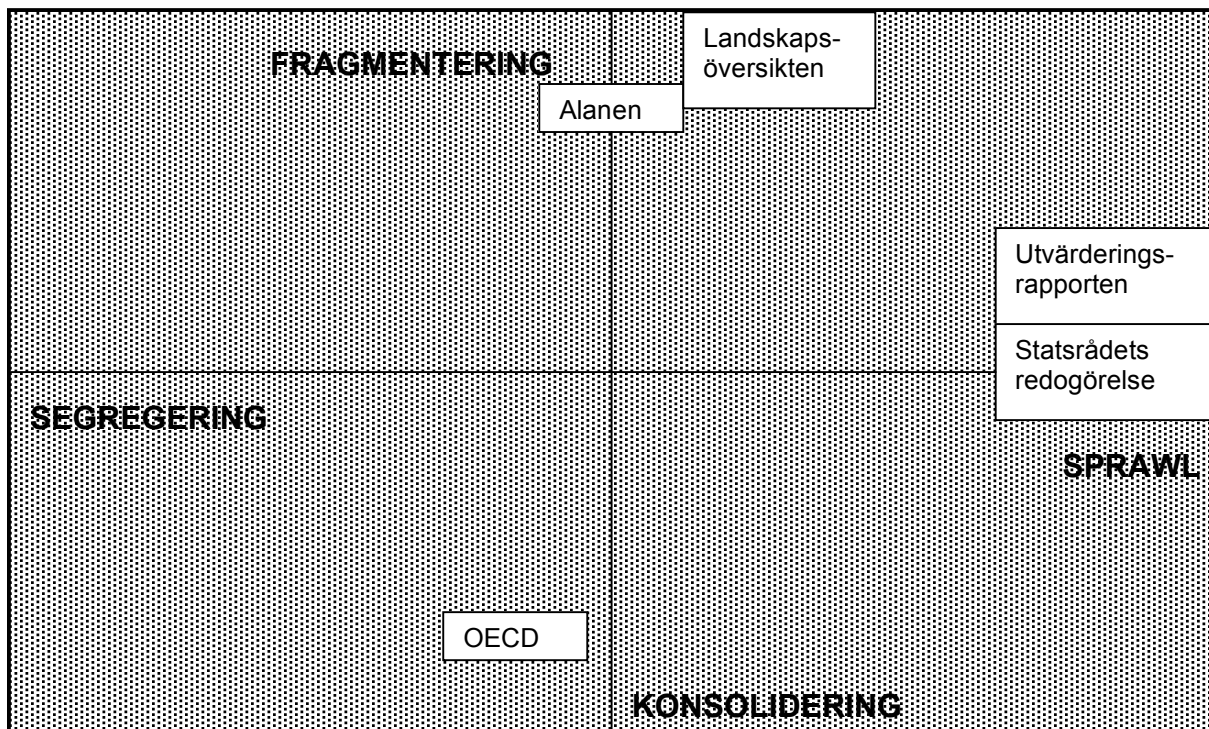 Landskaps-
översikten
FRAGMENTERING
Alanen
Utvärderings-
rapporten
Statsrådets
redogörelse
SEGREGERING
SPRAWL
OECD
KONSOLIDERING